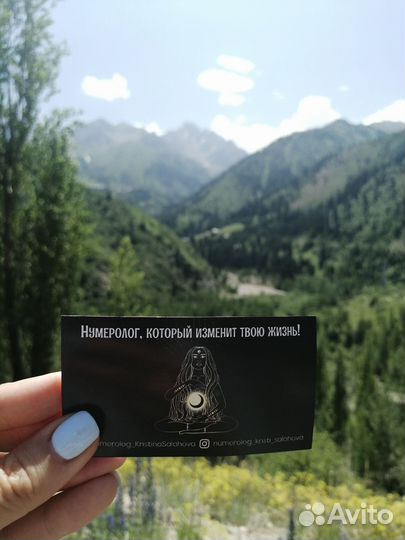 Нумеролог, который изменит твою жизнь!
numerolog_KristinaSalahova numerolog_kristi_salahova
Avito